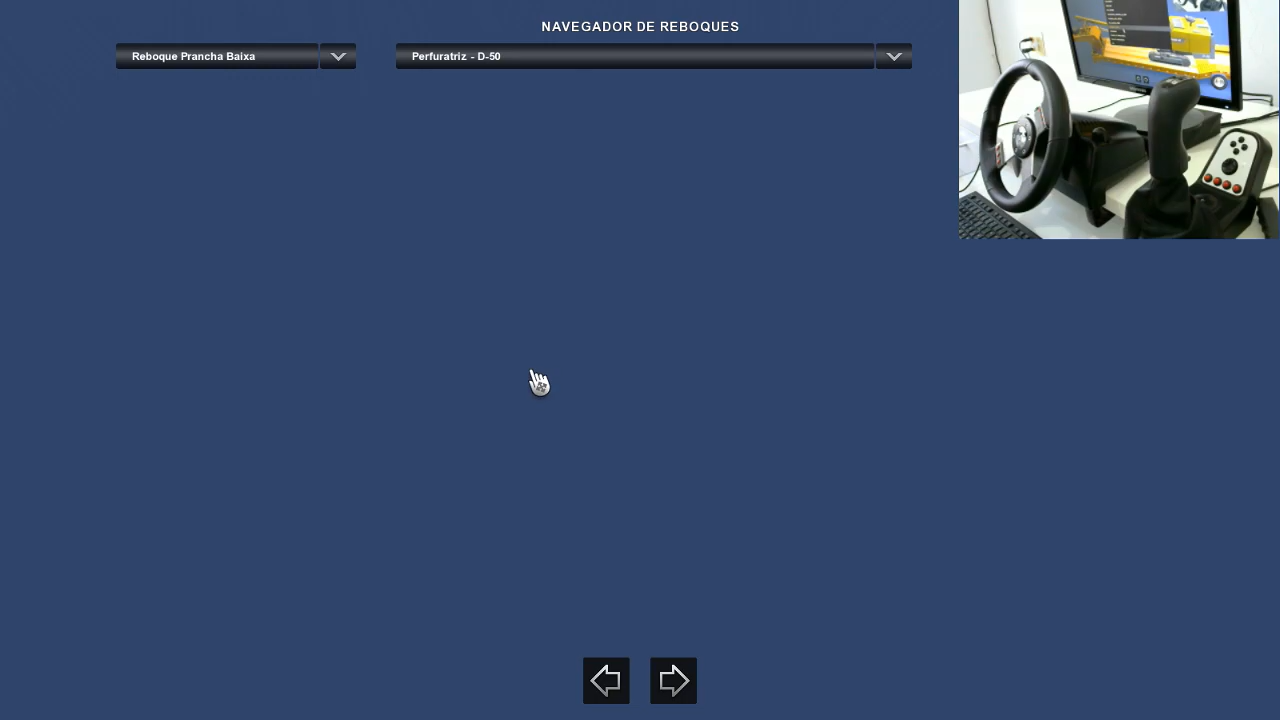 NAVEGADOR DE REBOQUES
Reboque Prancha Baixa
Perfuratriz - D-50